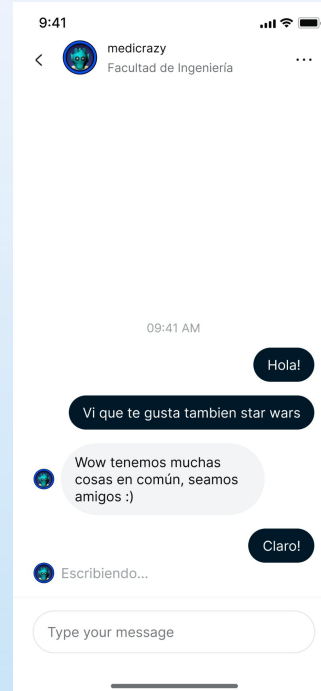 9:41
medicrazy
Facultad de Ingeniería
09:41 AM
Hola!
Vi que te gusta tambien star wars
Wow tenemos muchas
cosas en común, seamos
amigos :)
Claro!
Escribiendo...
Type your message